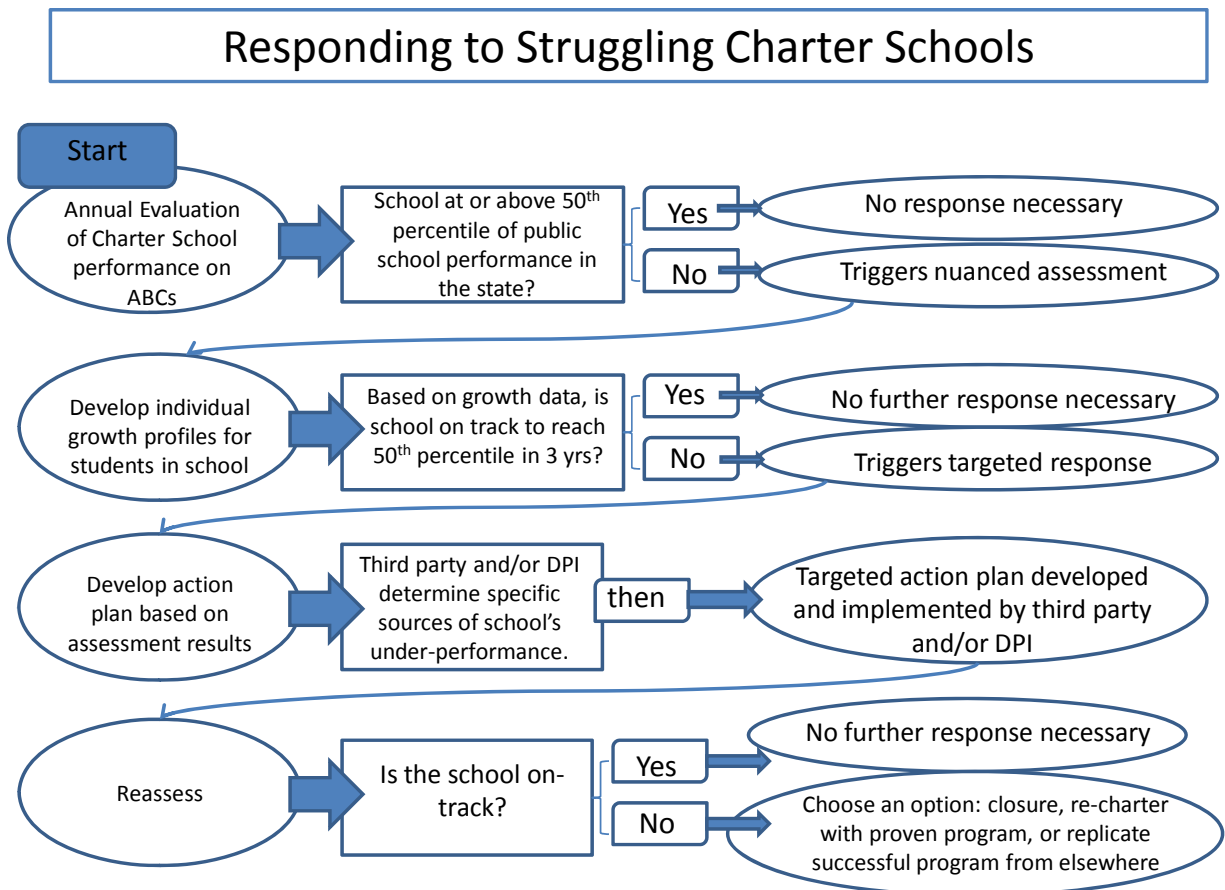 Responding to Struggling Charter Schools
Start
Annual Evaluation
of Charter School
performance on
ABCs
School at or above 50th
percentile of public
school performance in
the state?
Yes
No response necessary
No
Triggers nuanced assessment
Develop individual
growth profiles for
students in school
Based on growth data, is
school on track to reach
50th percentile in 3 yrs?
Yes
No further response necessary
No
Triggers targeted response
Develop action
plan based on
assessment results
Third party and/or DPI
determine specific
sources of school's
under-performance.
then
Targeted action plan developed
and implemented by third party
and/or DPI
Reassess
Is the school on-
track?
Yes
No further response necessary
No
Choose an option: closure, re-charter
with proven program, or replicate
successful program from elsewhere